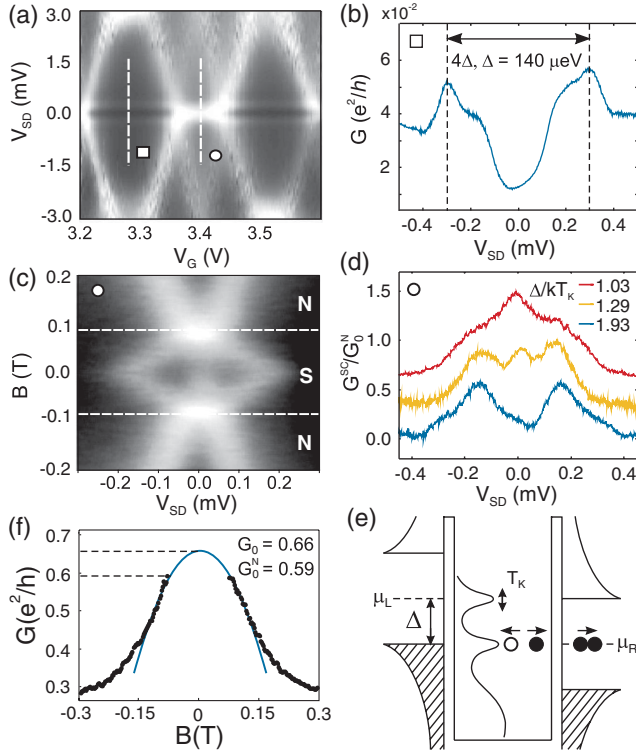 (a)
3.0
1.5
0.0
-1.5
-3.0
V_SD (mV)
3.2
3.3
3.4
3.5
V_G (V)
(b)
x10⁻²
4Δ, Δ = 140 µeV
6
4
2
G (e²/h)
-0.4
-0.2
0.0
0.2
0.4
V_SD (mV)
(c)
0.2
0.1
0.0
-0.1
-0.2
B (T)
N
S
N
-0.2
-0.1
0.0
0.1
0.2
V_SD (mV)
(d)
Δ/kT_K
1.03
1.29
1.93
1.5
1.0
0.5
0.0
G^SC/G_0^N
-0.4
-0.2
0.0
0.2
0.4
V_SD (mV)
(f)
0.7
0.6
0.5
0.4
0.3
G(e²/h)
G_0 = 0.66
G_0^N = 0.59
-0.3
-0.15
0
0.15
0.3
B(T)
(e)
T_K
µ_L
Δ
µ_R